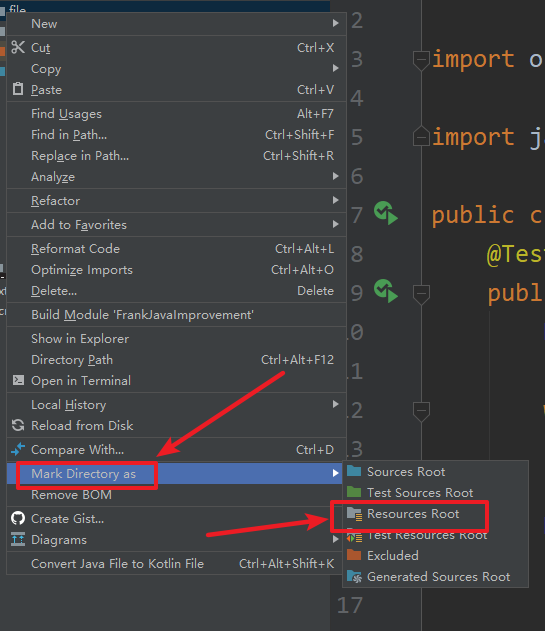 file
New
Cut Ctrl+X
Copy
Paste Ctrl+V
Find Usages Alt+F7
Find in Path... Ctrl+Shift+F
Replace in Path... Ctrl+Shift+R
Analyze
Refactor
Add to Favorites
Reformat Code Ctrl+Alt+L
Optimize Imports Ctrl+Alt+O
Delete... Delete
Build Module 'FrankJavaImprovement'
Show in Explorer
Directory Path Ctrl+Alt+F12
Open in Terminal
Local History
Reload from Disk
Compare With... Ctrl+D
Mark Directory as
Remove BOM
Create Gist...
Diagrams
Convert Java File to Kotlin File Ctrl+Alt+Shift+K
Sources Root
Test Sources Root
Resources Root
Test Resources Root
Excluded
Generated Sources Root
2
3 import o
4
5 import j
6
7 public c
8 @Tes
9 publ
10
11
12
17